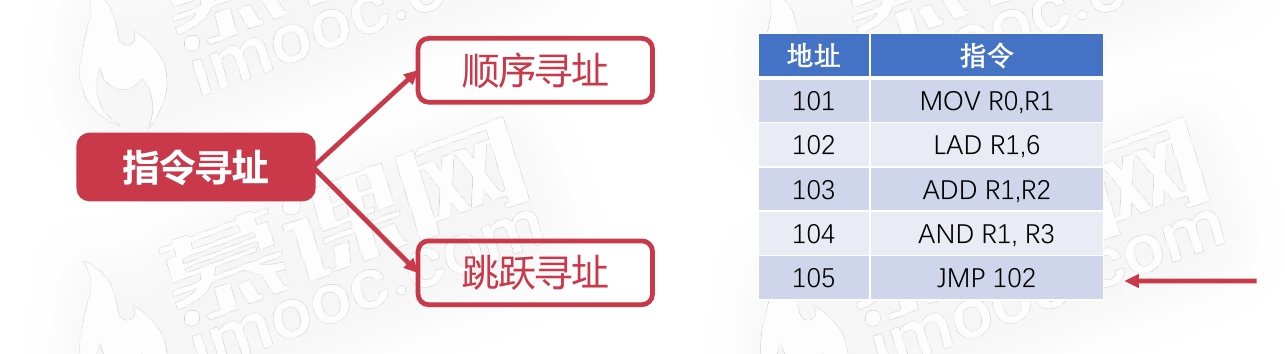 顺序寻址
指令寻址
跳跃寻址
地址 指令
101 MOV R0,R1
102 LAD R1,6
103 ADD R1,R2
104 AND R1, R3
105 JMP 102
慕课网
imooc.com